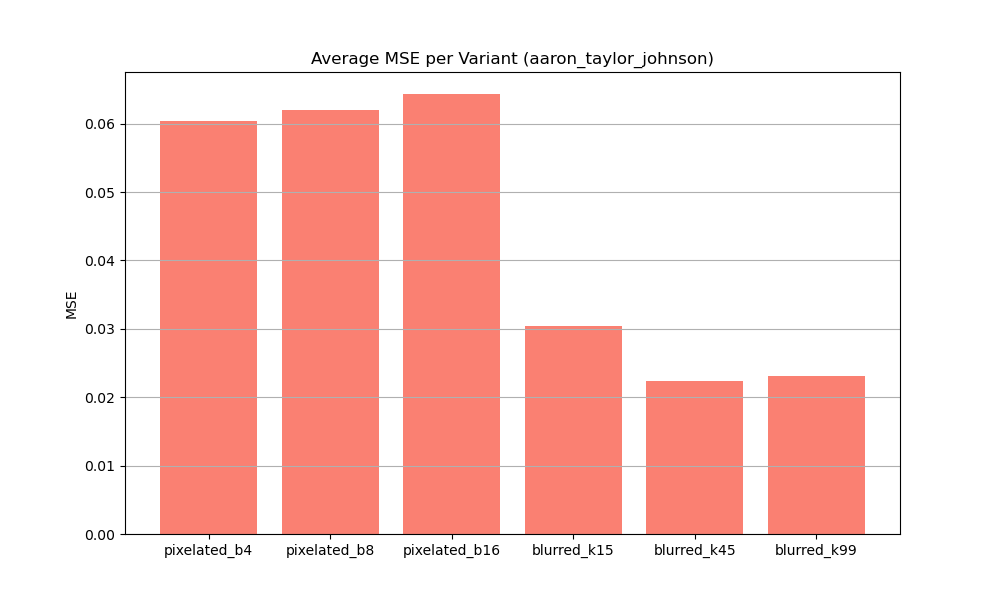 Average MSE per Variant (aaron_taylor_johnson)
MSE
0.06
0.05
0.04
0.03
0.02
0.01
0.00
pixelated_b4 pixelated_b8 pixelated_b16 blurred_k15 blurred_k45 blurred_k99